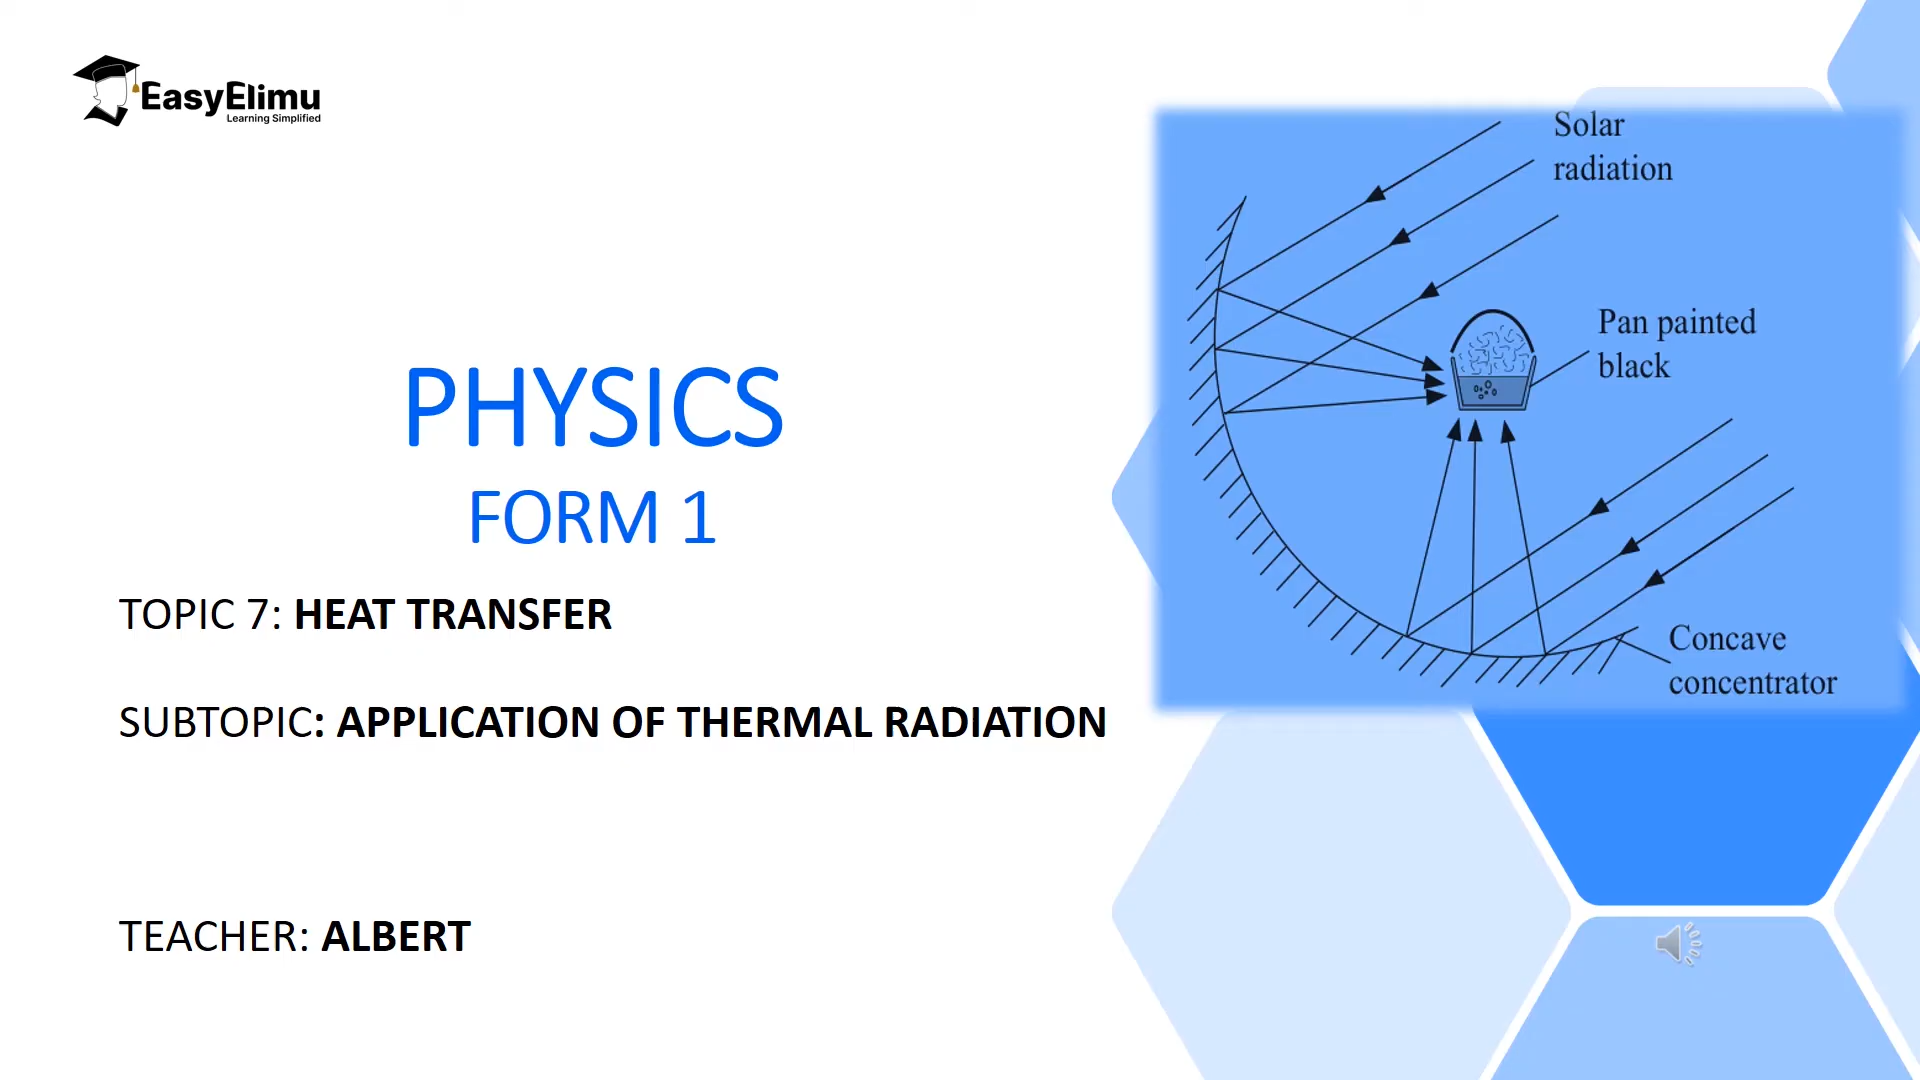 EasyElimu
Learning Simplified
PHYSICS
FORM 1
TOPIC 7: HEAT TRANSFER
SUBTOPIC: APPLICATION OF THERMAL RADIATION
TEACHER: ALBERT
Solar
radiation
Pan painted
black
Concave
concentrator